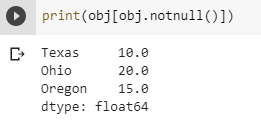 print(obj[obj.notnull()])
Texas     10.0
Ohio      20.0
Oregon    15.0
dtype: float64